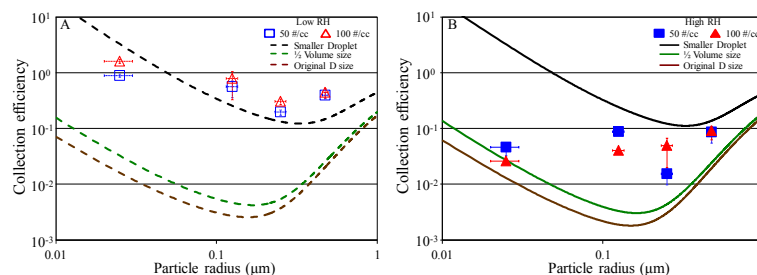 A
Low RH
50 #/cc
100 #/cc
Smaller Droplet
½ Volume size
Original D size
10¹
10⁰
10⁻¹
10⁻²
10⁻³
Collection efficiency
0.01
0.1
1
Particle radius (µm)
B
High RH
50 #/cc
100 #/cc
Smaller Droplet
½ Volume size
Original D size
10¹
10⁰
10⁻¹
10⁻²
10⁻³
Collection efficiency
0.01
0.1
Particle radius (µm)